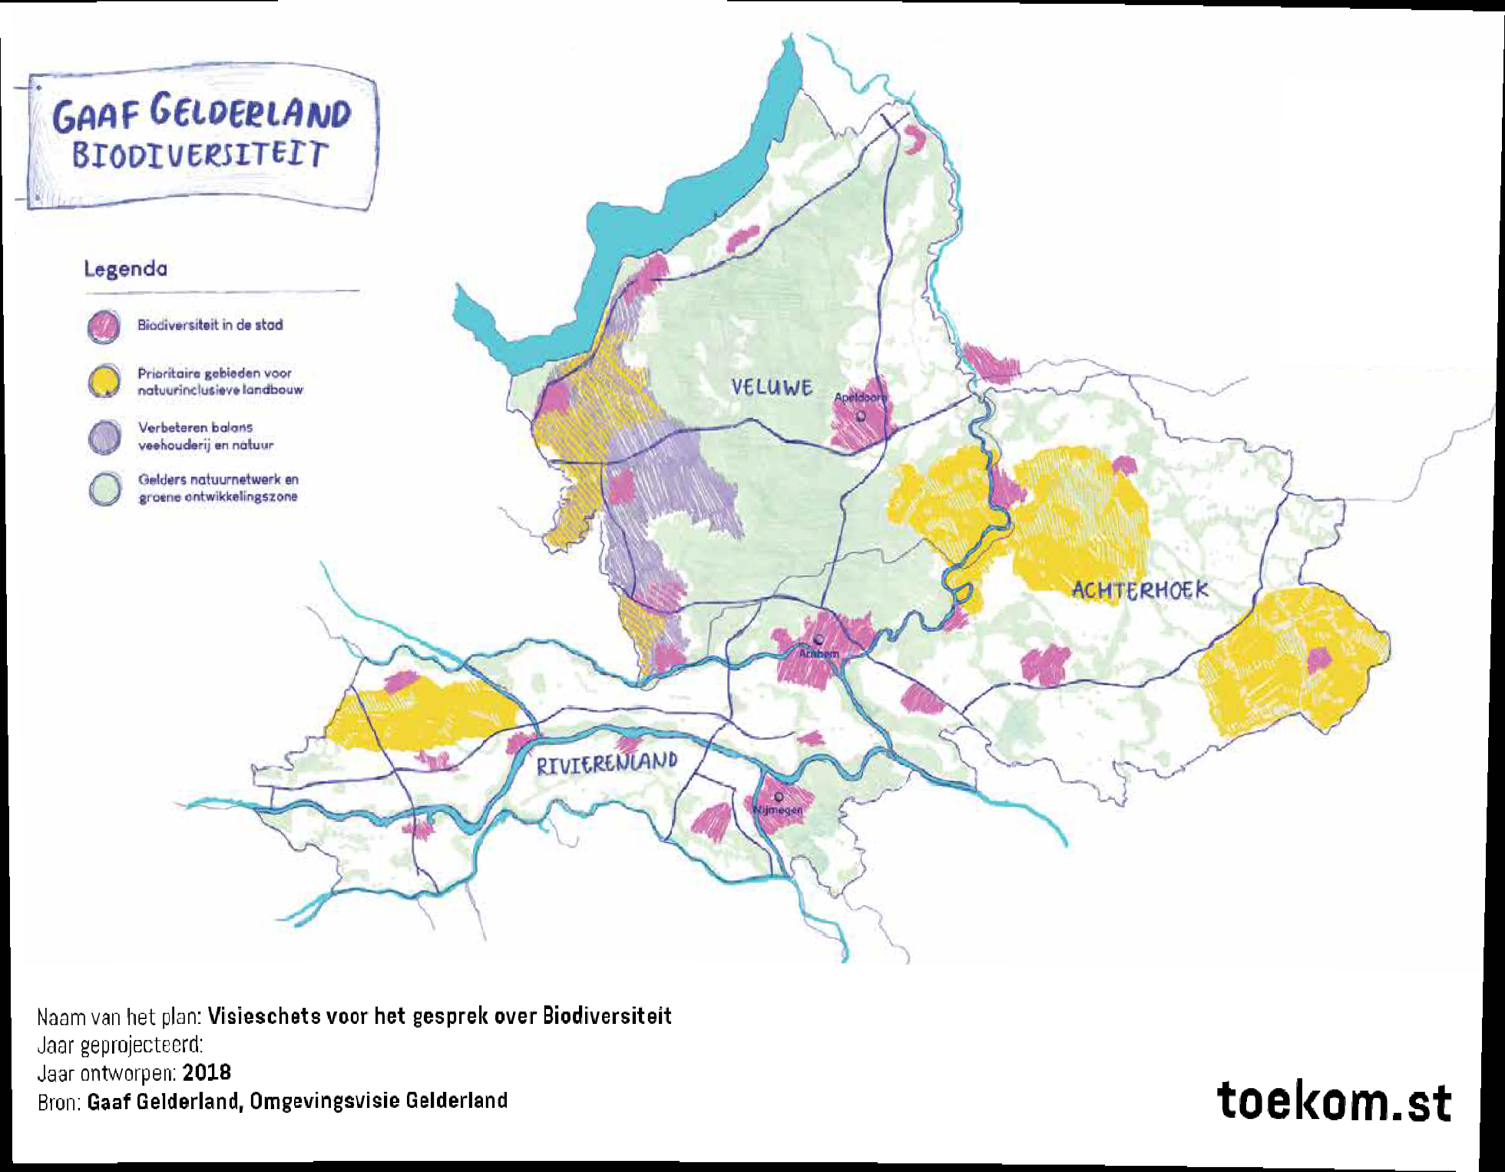 GAAF GELDERLAND
BIODIVERSITEIT
Legenda
Biodiversiteit in de stad
Prioritaire gebieden voor
natuurinclusieve landbouw
Verbeteren balans
veehouderij en natuur
Gelders natuurnetwerk en
groene ontwikkelingszone
VELUWE
Apeldoorn
ACHTERHOEK
Arnhem
RIVIERENLAND
Nijmegen
Naam van het plan: Visieschets voor het gesprek over Biodiversiteit
Jaar geprojecteerd:
Jaar ontworpen: 2018
Bron: Gaaf Gelderland, Omgevingsvisie Gelderland
toekom.st